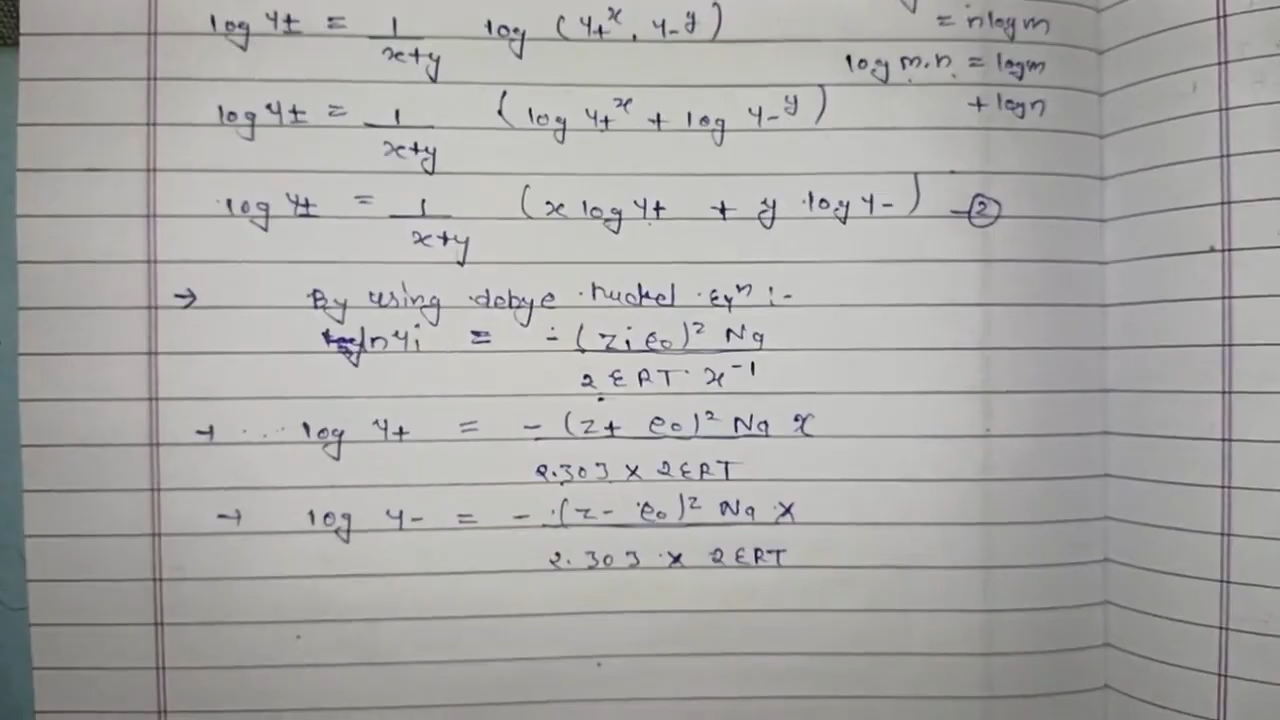 log γ± = 1/x+y log (γ+^x . γ-^y)
= n log m
log m.n = log m
+ log n
log γ± = 1/x+y (log γ+^x + log γ-^y)
log γ± = 1/x+y (x log γ+ + y log γ-) -②
→ By using debye huckel Eqⁿ :-
ln γi = - (zi e₀)² Na / 2 ε RT x⁻¹
→ log γ+ = - (z+ e₀)² Na x / 2.303 × 2 ε RT
→ log γ- = - (z- e₀)² Na x / 2.303 × 2 ε RT